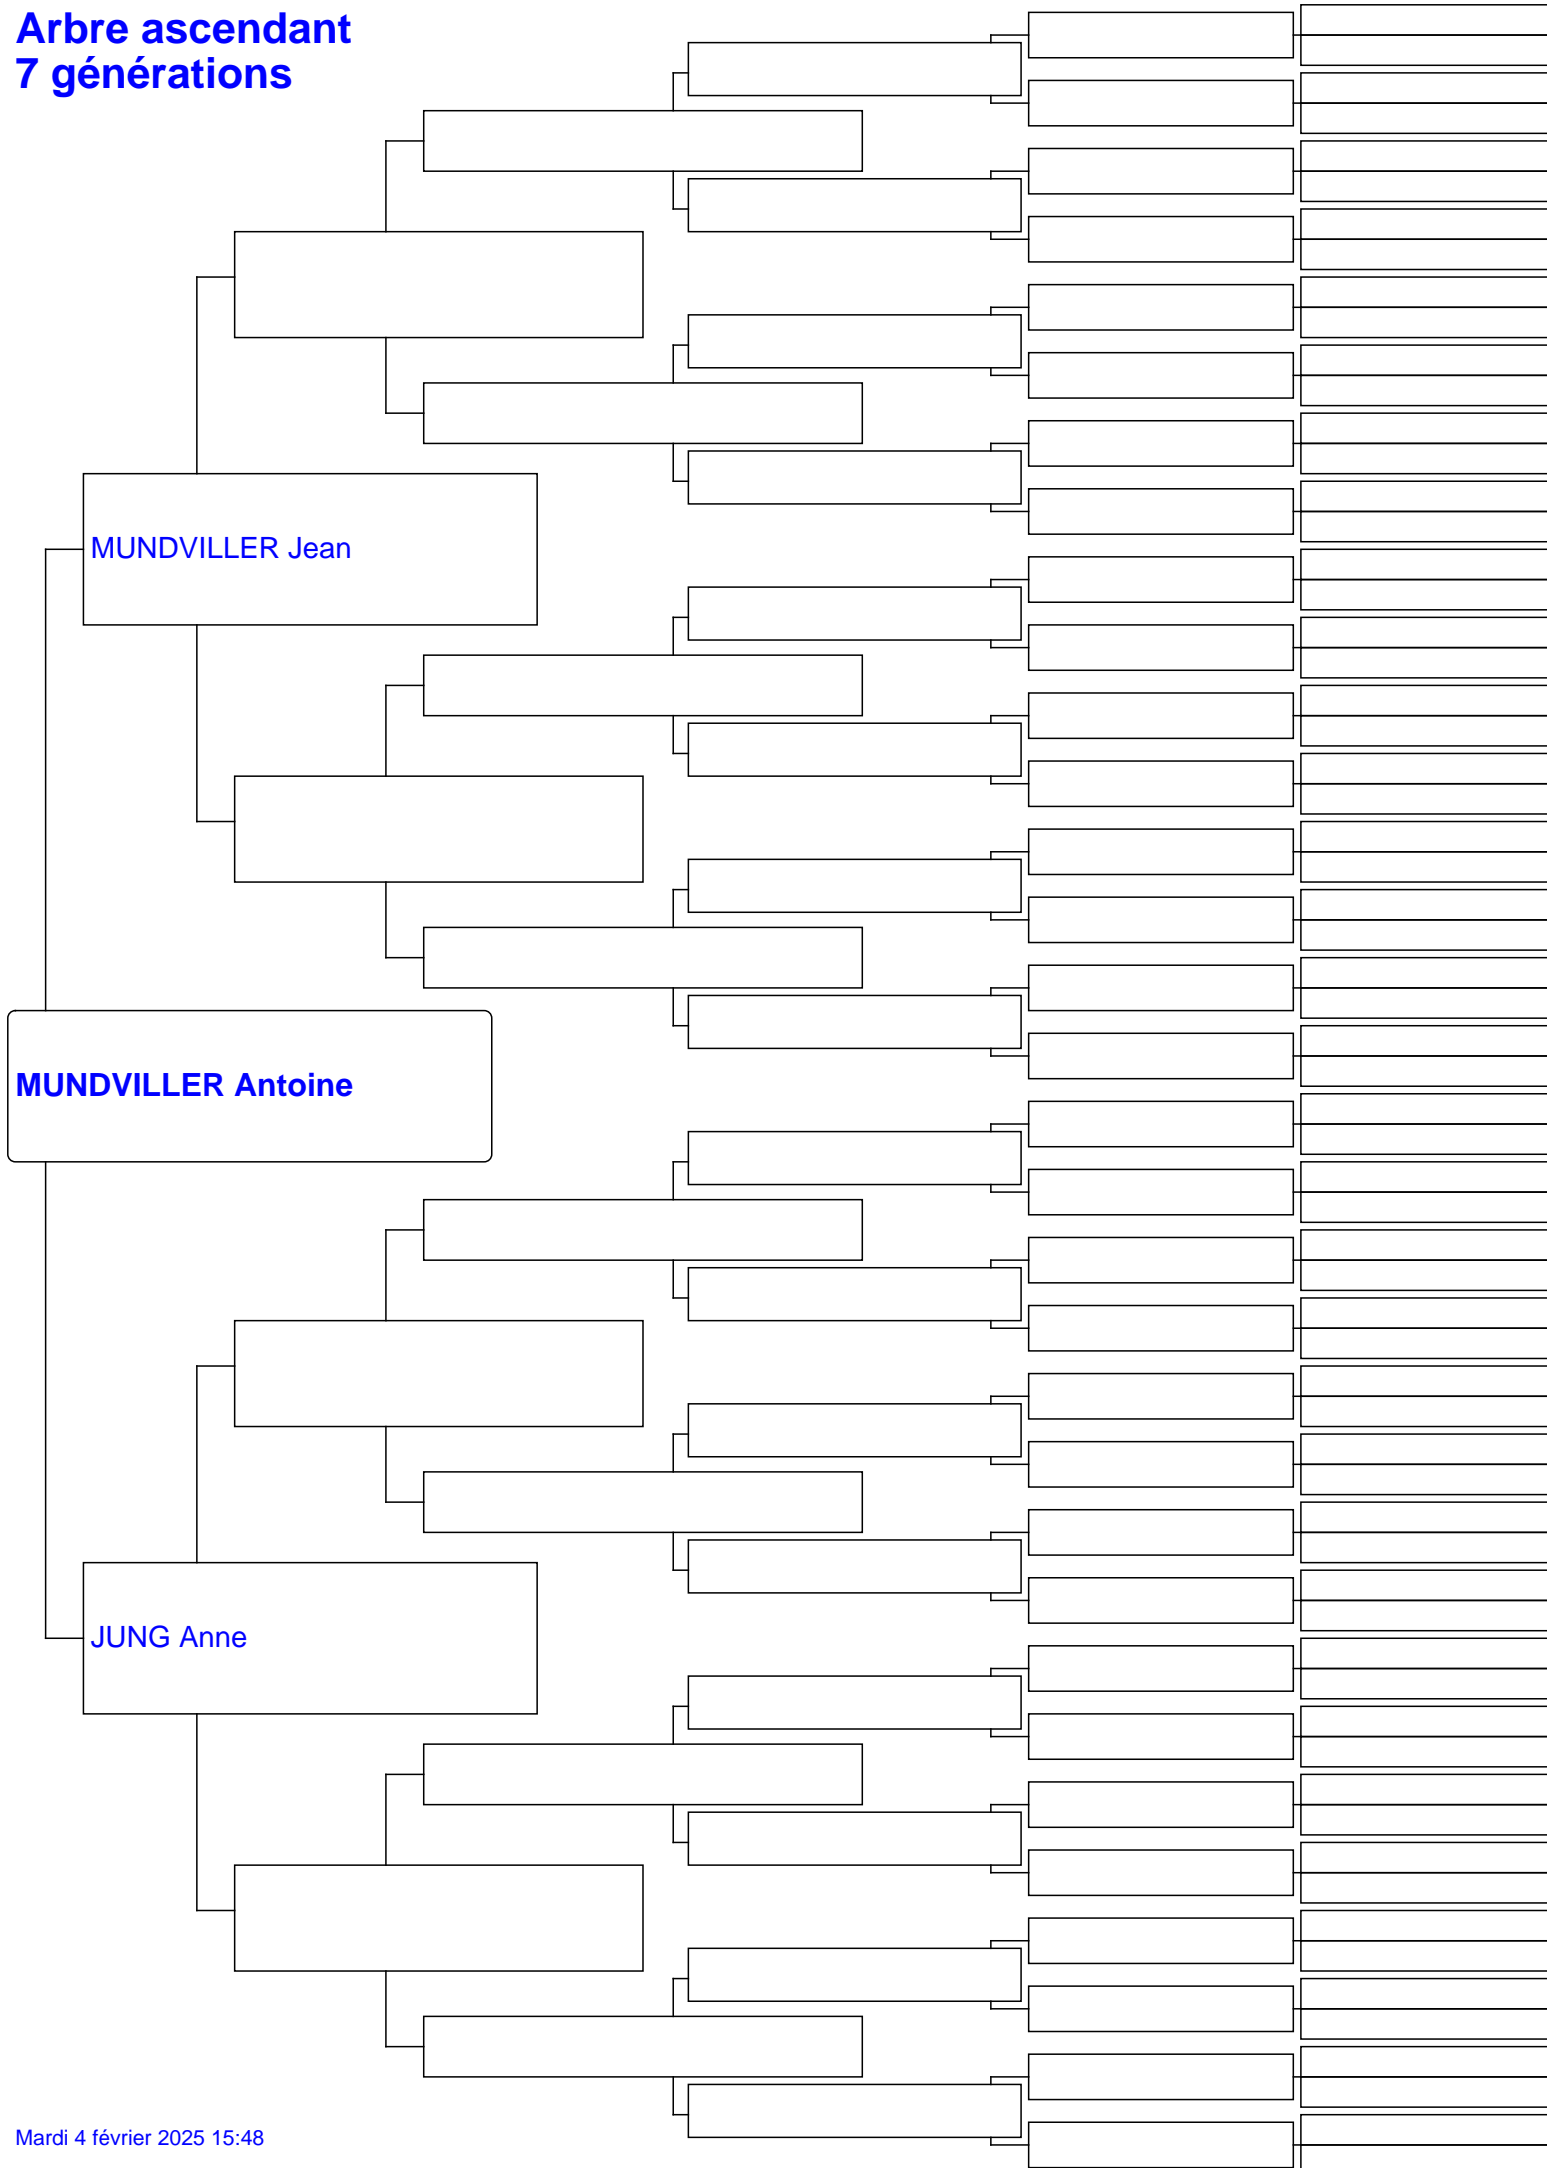 Arbre ascendant
7 générations
MUNDVILLER Jean
MUNDVILLER Antoine
JUNG Anne
Mardi 4 février 2025 15:48